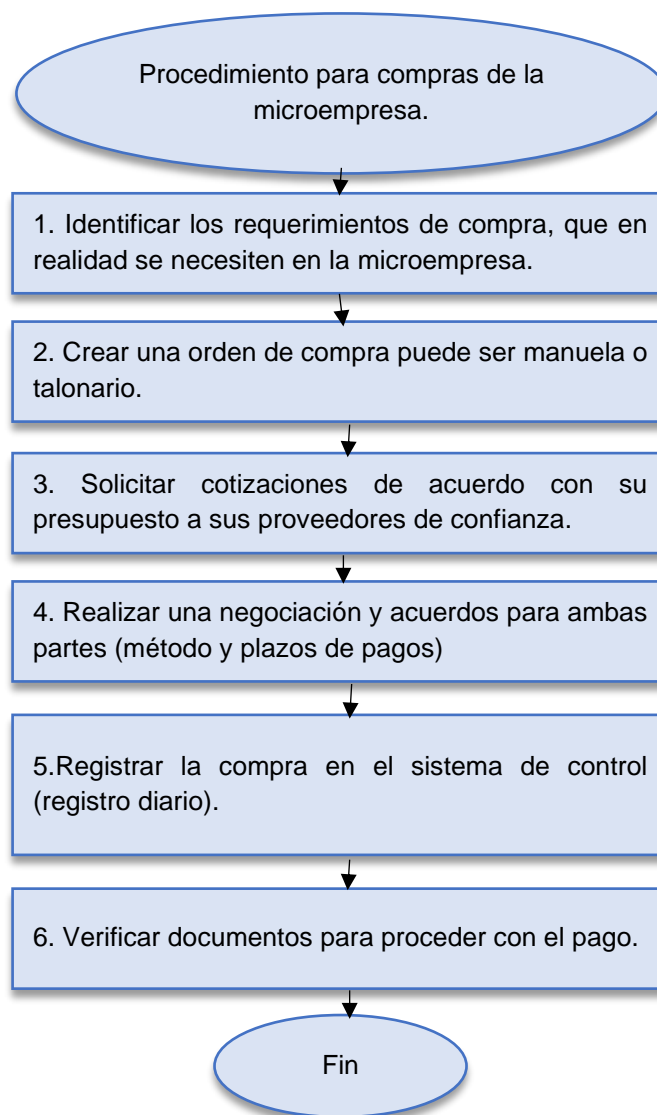 Procedimiento para compras de la
microempresa.
1. Identificar los requerimientos de compra, que en
realidad se necesiten en la microempresa.
2. Crear una orden de compra puede ser manuela o
talonario.
3. Solicitar cotizaciones de acuerdo con su
presupuesto a sus proveedores de confianza.
4. Realizar una negociación y acuerdos para ambas
partes (método y plazos de pagos)
5.Registrar la compra en el sistema de control
(registro diario).
6. Verificar documentos para proceder con el pago.
Fin